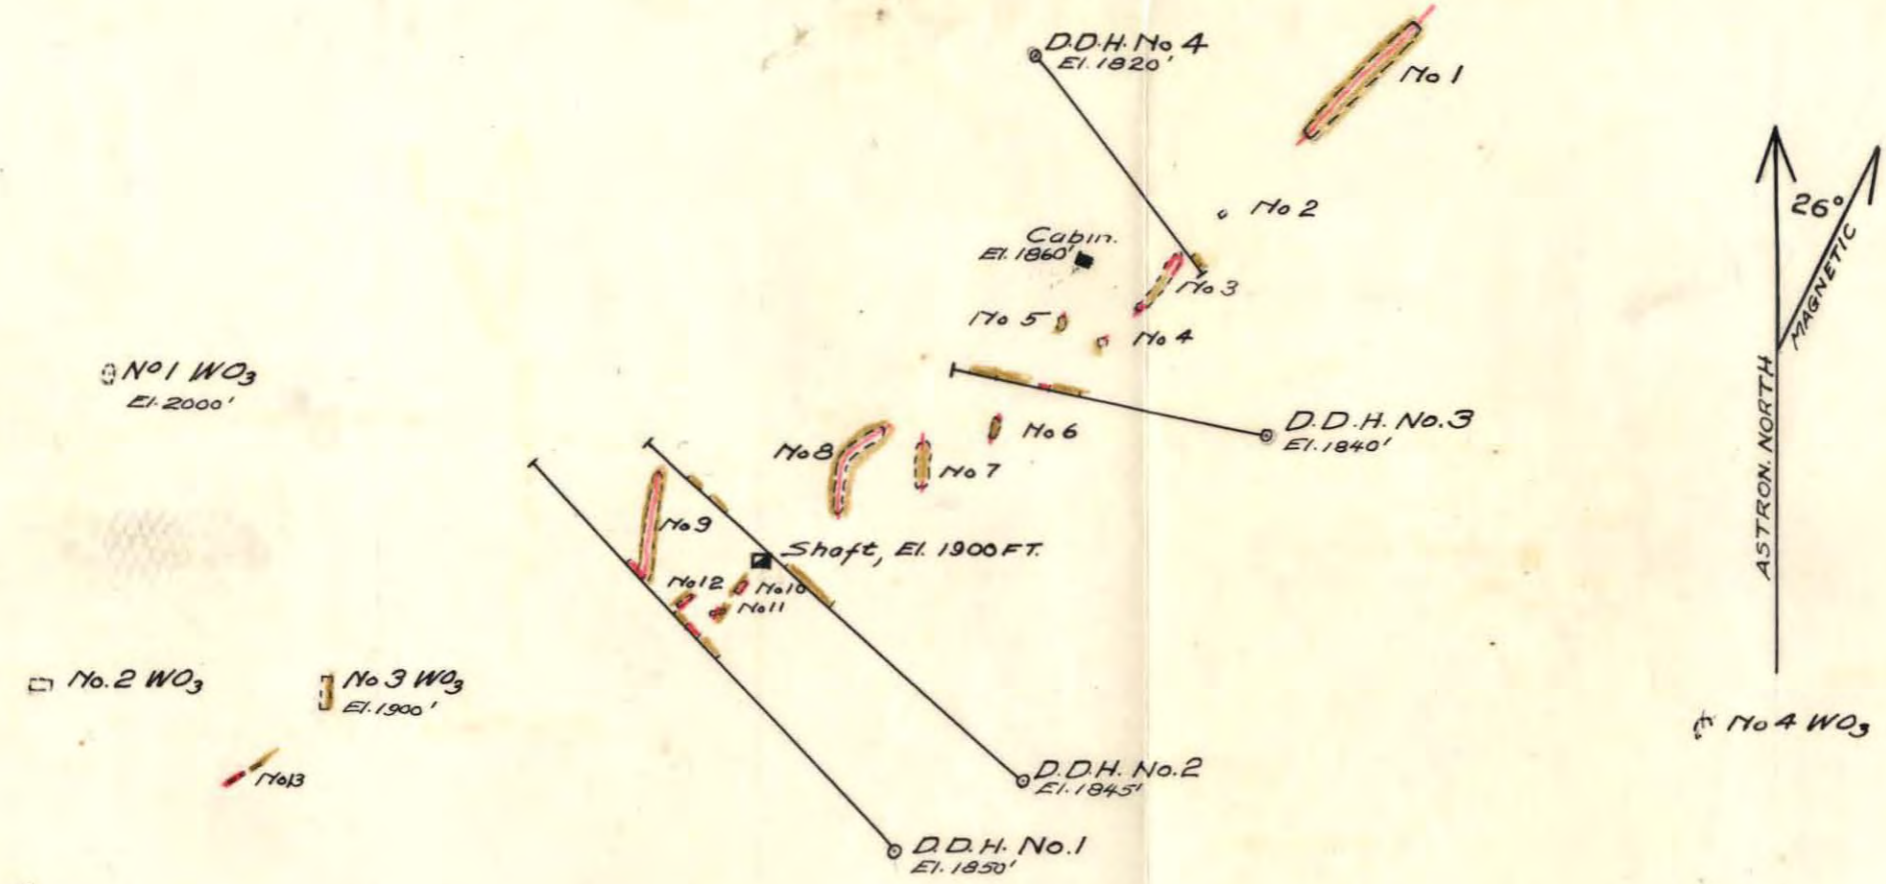 D.D.H. No 4
El. 1820'
No 1
No 2
Cabin.
El. 1860'
No 3
No 5
No 4
26°
MAGNETIC
ASTRON. NORTH
No 1 WO3
El. 2000'
D.D.H. No.3
El. 1840'
No 6
No 8
No 7
No 9
Shaft, El. 1900 FT.
No 12
No 10
No 11
No. 2 WO3
No 3 WO3
El. 1900'
No 4 WO3
No 13
D.D.H. No.2
El. 1845'
D.D.H. No.1
El. 1850'